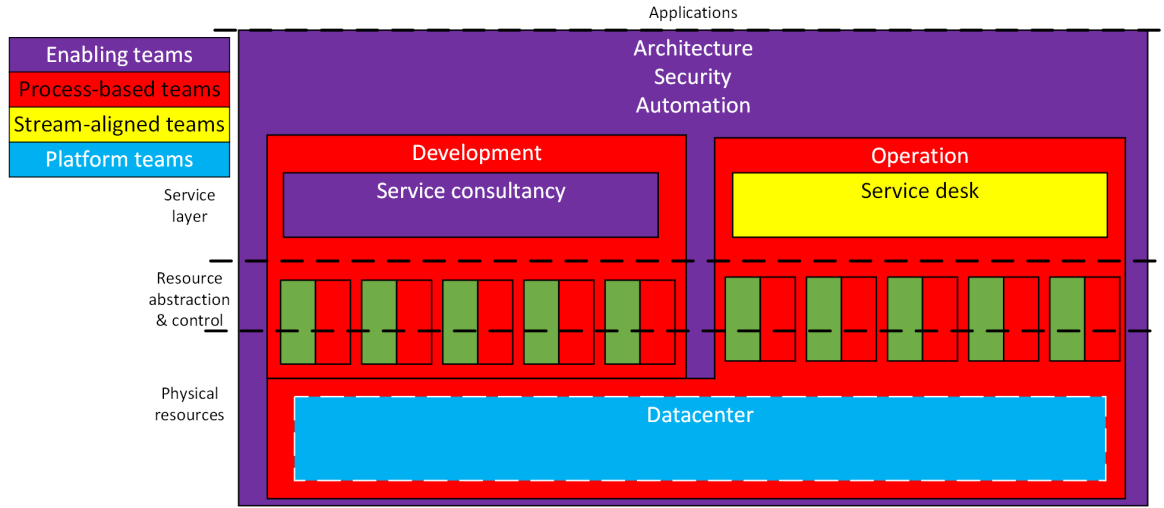 Applications
Enabling teams
Process-based teams
Stream-aligned teams
Platform teams
Architecture
Security
Automation
Development
Operation
Service consultancy
Service desk
Service
layer
Resource
abstraction
& control
Physical
resources
Datacenter